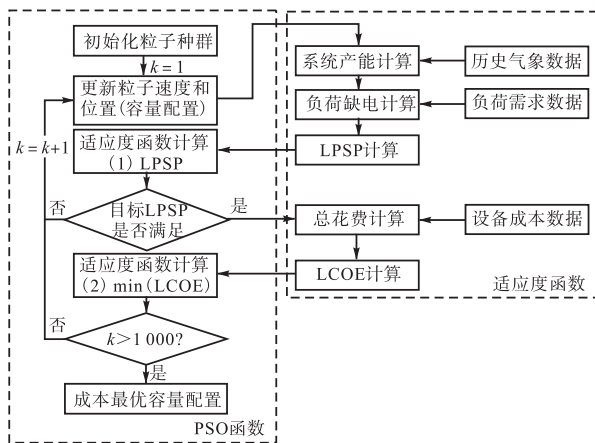 初始化粒子种群
k=1
更新粒子速度和
位置(容量配置)
k=k+1
适应度函数计算
(1) LPSP
目标LPSP
是否满足
否
是
适应度函数计算
(2) min(LCOE)
否
k>1 000?
是
成本最优容量配置
PSO函数
系统产能计算
历史气象数据
负荷缺电计算
负荷需求数据
LPSP计算
总花费计算
设备成本数据
LCOE计算
适应度函数